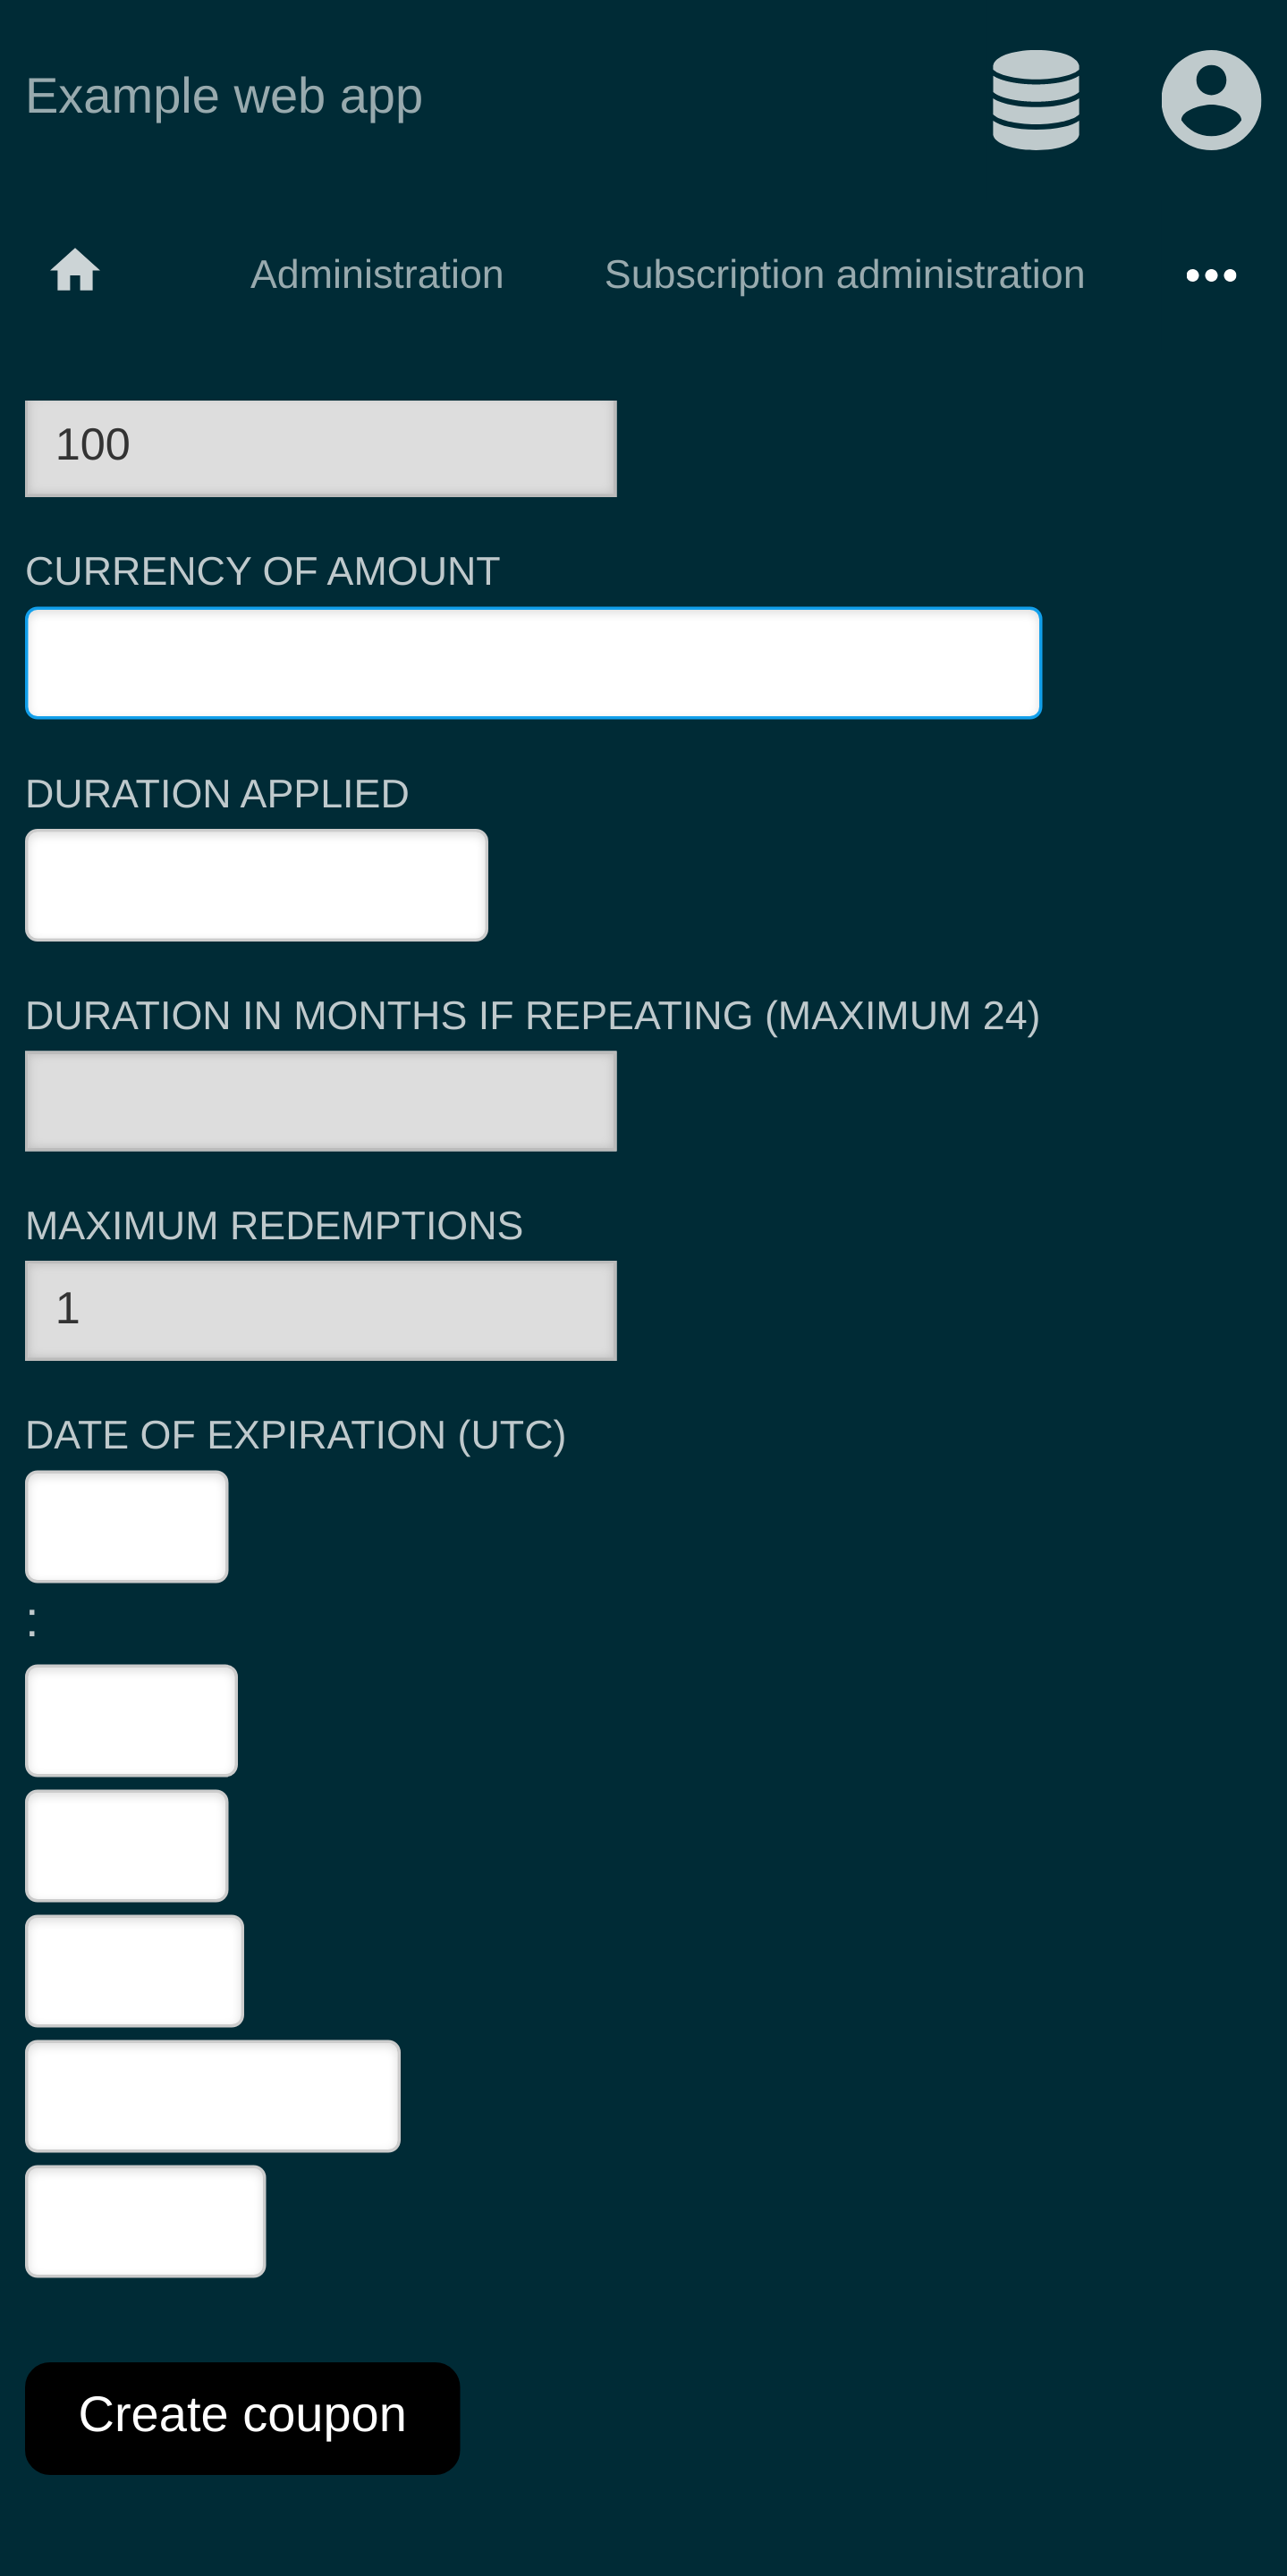 Example web app
Administration
Subscription administration
100
CURRENCY OF AMOUNT
DURATION APPLIED
DURATION IN MONTHS IF REPEATING (MAXIMUM 24)
MAXIMUM REDEMPTIONS
1
DATE OF EXPIRATION (UTC)
:
Create coupon